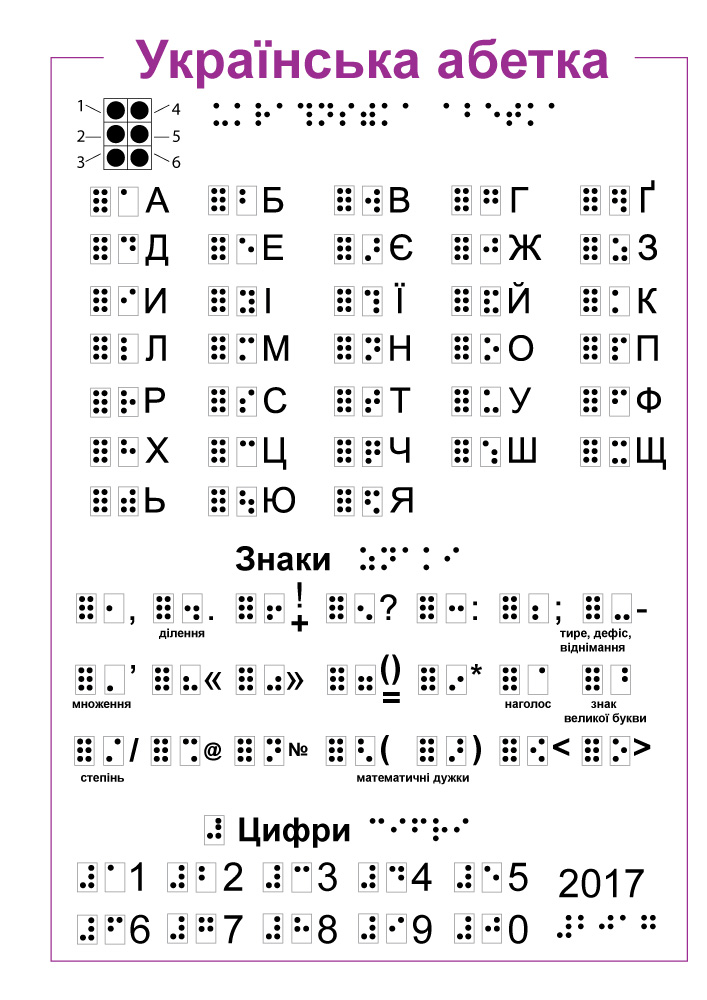 Українська абетка
1 4
2 5
3 6
А Б В Г Ґ
Д Е Є Ж З
И І Ї Й К
Л М Н О П
Р С Т У Ф
Х Ц Ч Ш Щ
Ь Ю Я
Знаки
, . ! + ? : ; -
ділення
тире, дефіс,
віднімання
’ « » () = *
множення
наголос
знак
великої букви
/ @ № ( ) < >
степінь
математичні дужки
Цифри
1 2 3 4 5
2017
6 7 8 9 0